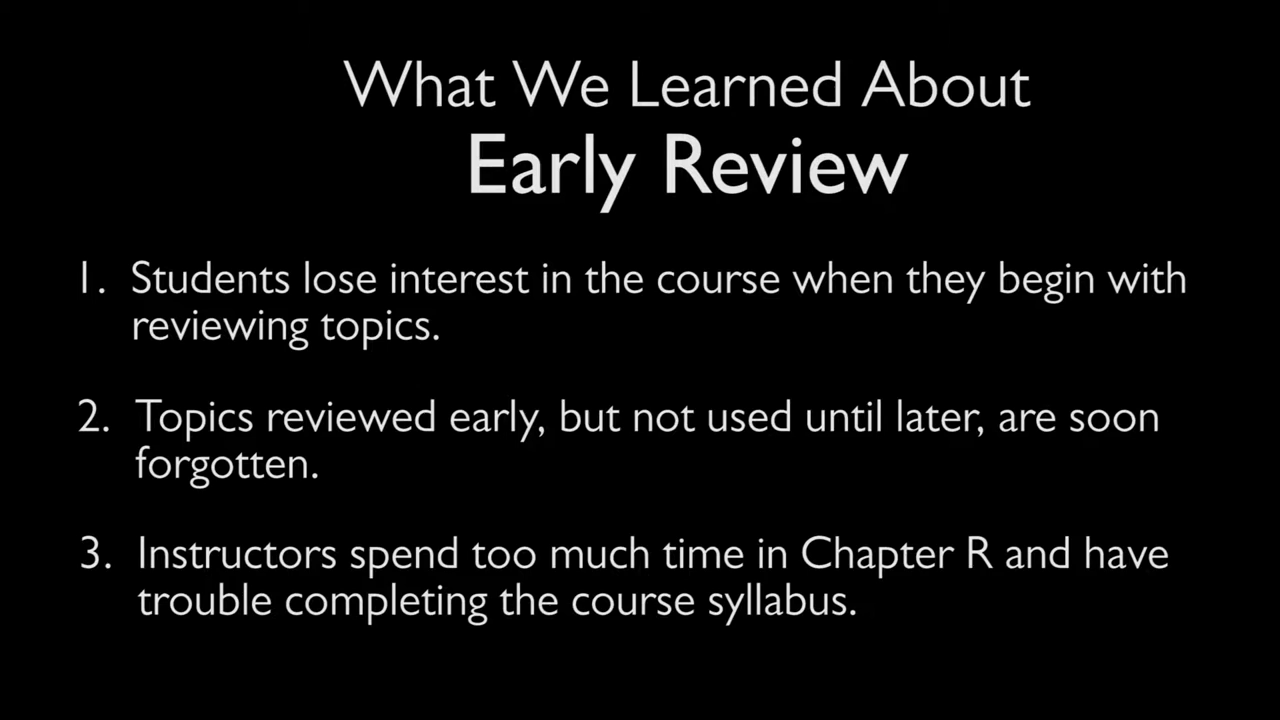 What We Learned About
Early Review
1. Students lose interest in the course when they begin with
reviewing topics.
2. Topics reviewed early, but not used until later, are soon
forgotten.
3. Instructors spend too much time in Chapter R and have
trouble completing the course syllabus.